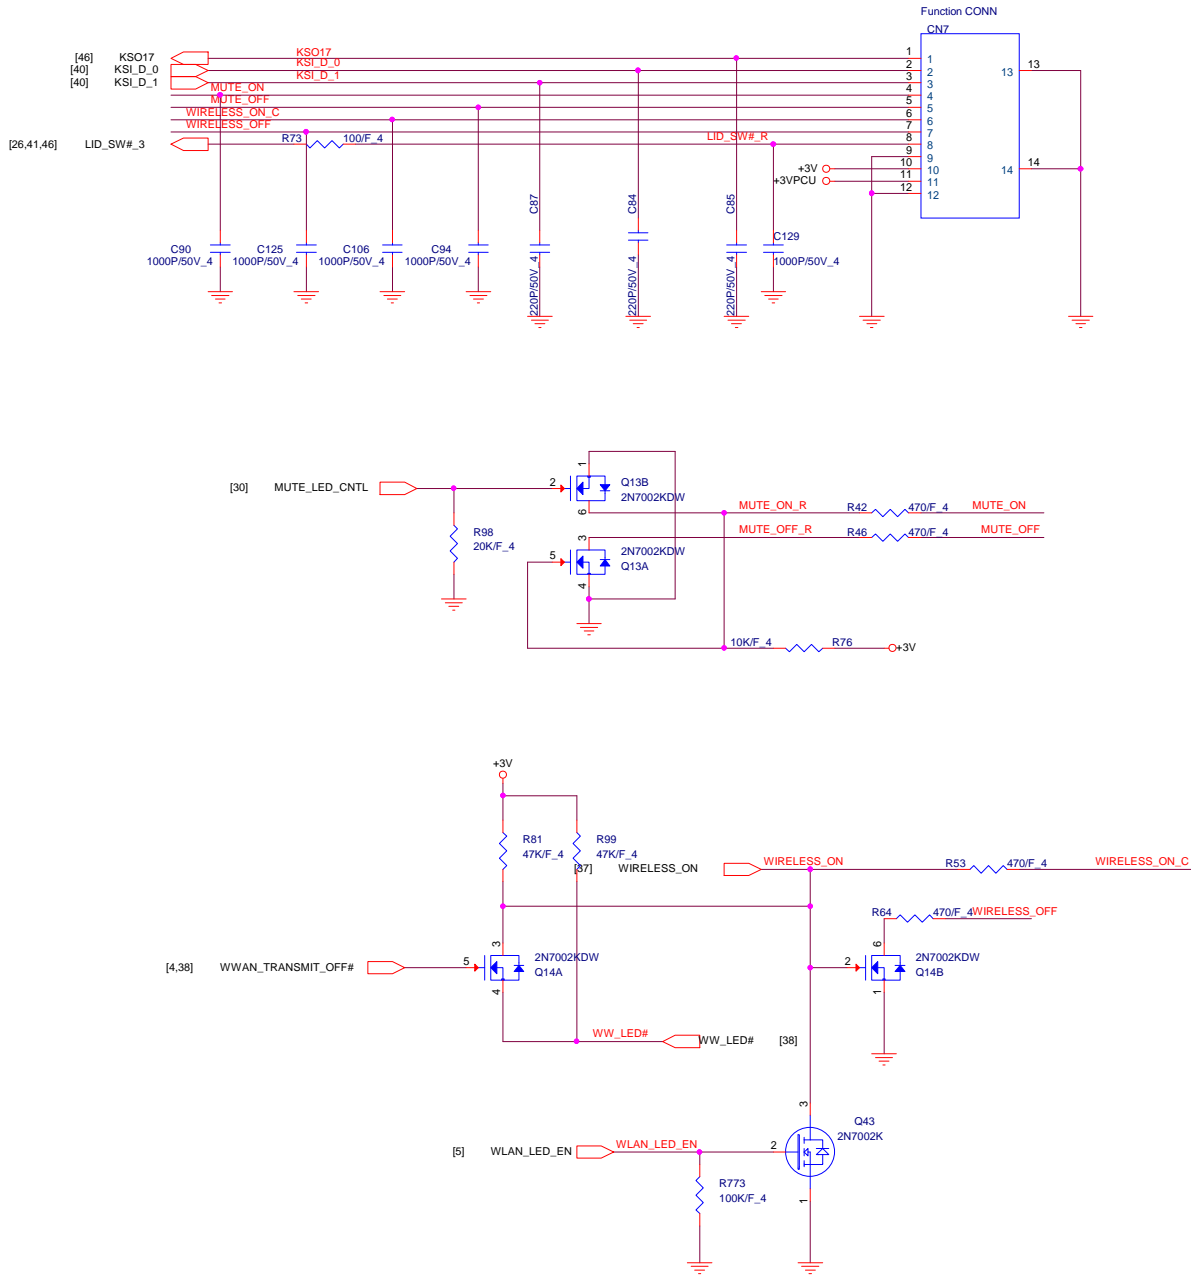 Function CONN
CN7
[46] KSO17 KSO17 1 1
[40] KSI_D_0 KSI_D_0 2 2 13 13
[40] KSI_D_1 KSI_D_1 3 3
MUTE_ON 4 4
MUTE_OFF 5 5
WIRELESS_ON_C 6 6
WIRELESS_OFF 7 7
[26,41,46] LID_SW#_3 R73 100/F_4 LID_SW#_R 8 8
9 9
+3V 10 10 14 14
+3VPCU 11 11
12 12
C87 C84 C85
C90 C125 C106 C94 C129
1000P/50V_4 1000P/50V_4 1000P/50V_4 1000P/50V_4 1000P/50V_4
220P/50V_4 220P/50V_4 220P/50V_4
1
[30] MUTE_LED_CNTL 2 Q13B
2N7002KDW
6 MUTE_ON_R R42 470/F_4 MUTE_ON
R98
20K/F_4
3 MUTE_OFF_R R46 470/F_4 MUTE_OFF
5 2N7002KDW
Q13A
4
10K/F_4 R76 +3V
+3V
R81 R99
47K/F_4 47K/F_4
[37] WIRELESS_ON WIRELESS_ON R53 470/F_4 WIRELESS_ON_C
R64 470/F_4 WIRELESS_OFF
3 6
[4,38] WWAN_TRANSMIT_OFF# 5 2N7002KDW
Q14A
4
2 2N7002KDW
Q14B
1
WW_LED# WW_LED# [38]
3
Q43
2N7002K
[5] WLAN_LED_EN WLAN_LED_EN 2
R773
100K/F_4
1